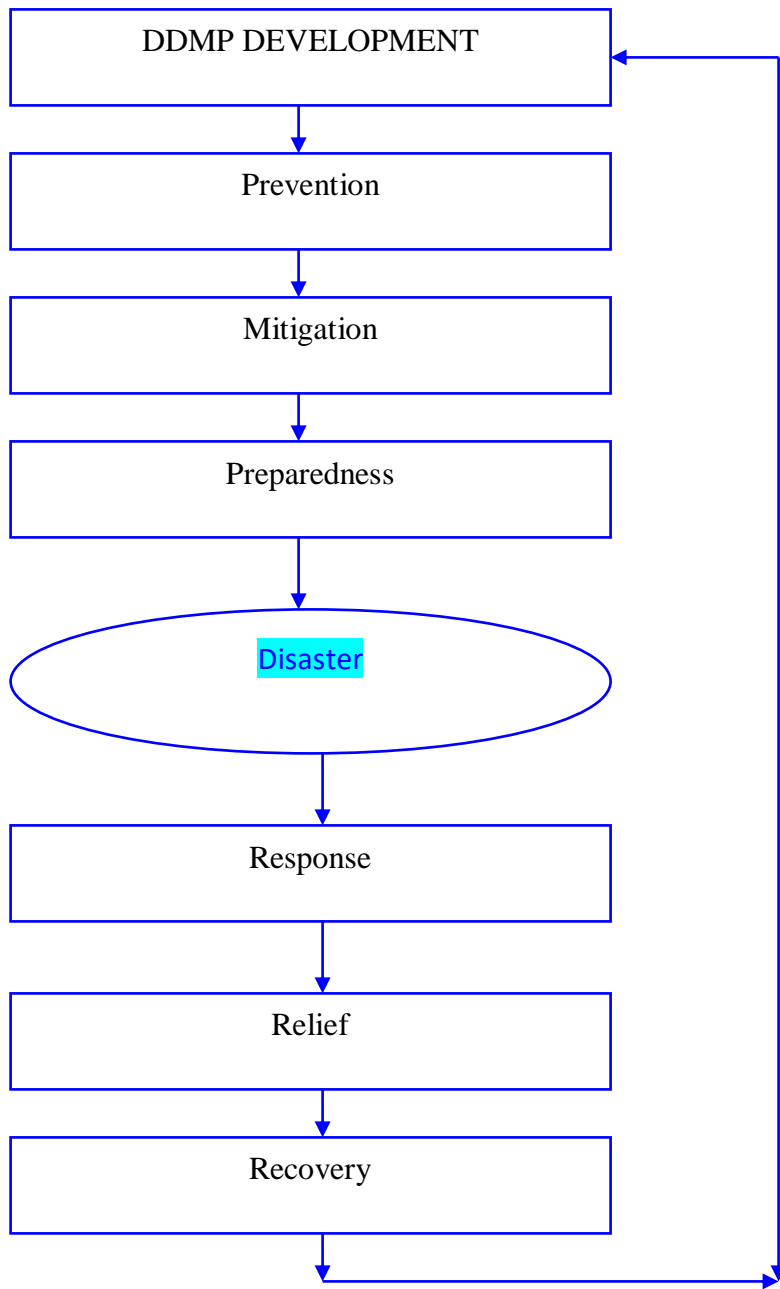 DDMP DEVELOPMENT
Prevention
Mitigation
Preparedness
Disaster
Response
Relief
Recovery